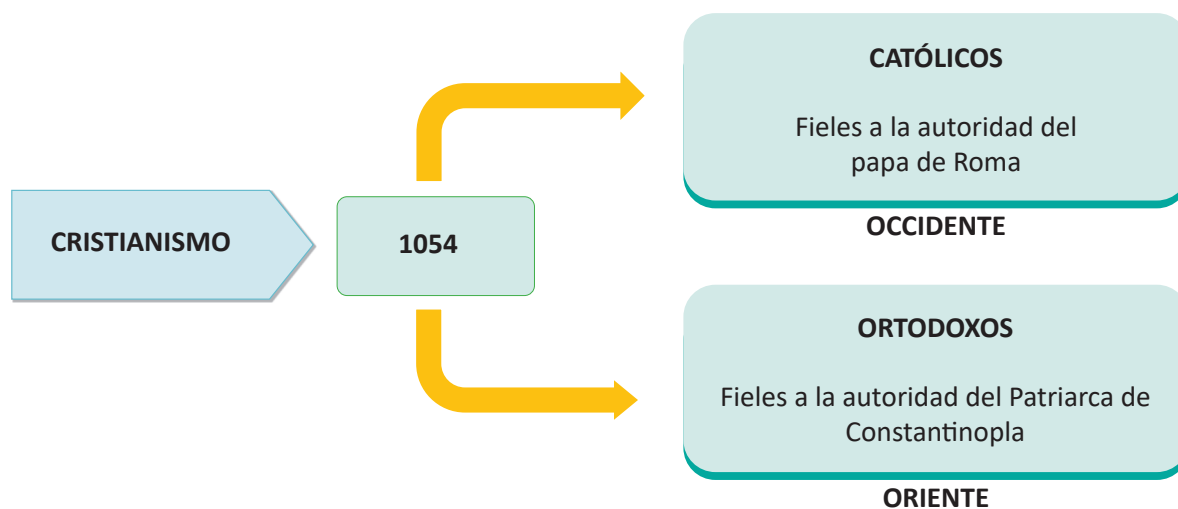 CRISTIANISMO
1054
CATÓLICOS
Fieles a la autoridad del
papa de Roma
OCCIDENTE
ORTODOXOS
Fieles a la autoridad del Patriarca de
Constantinopla
ORIENTE